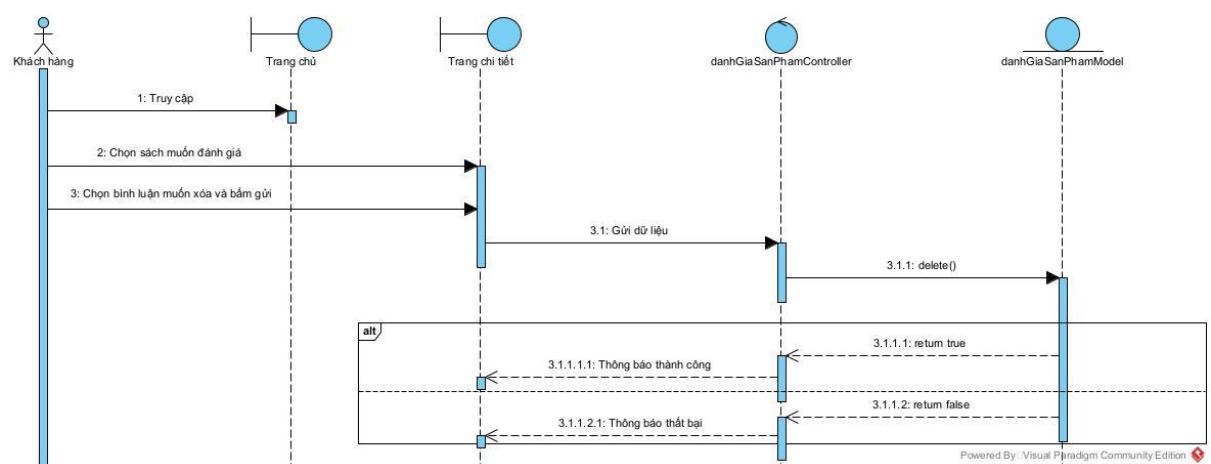 Khách hàng
Trang chủ
Trang chi tiết
danhGiaSanPhamController
danhGiaSanPhamModel
1: Truy cập
2: Chọn sách muốn đánh giá
3: Chọn bình luận muốn xóa và bấm gửi
3.1: Gửi dữ liệu
3.1.1: delete()
alt
3.1.1.1: return true
3.1.1.1.1: Thông báo thành công
3.1.1.2: return false
3.1.1.2.1: Thông báo thất bại
Powered By Visual Paradigm Community Edition